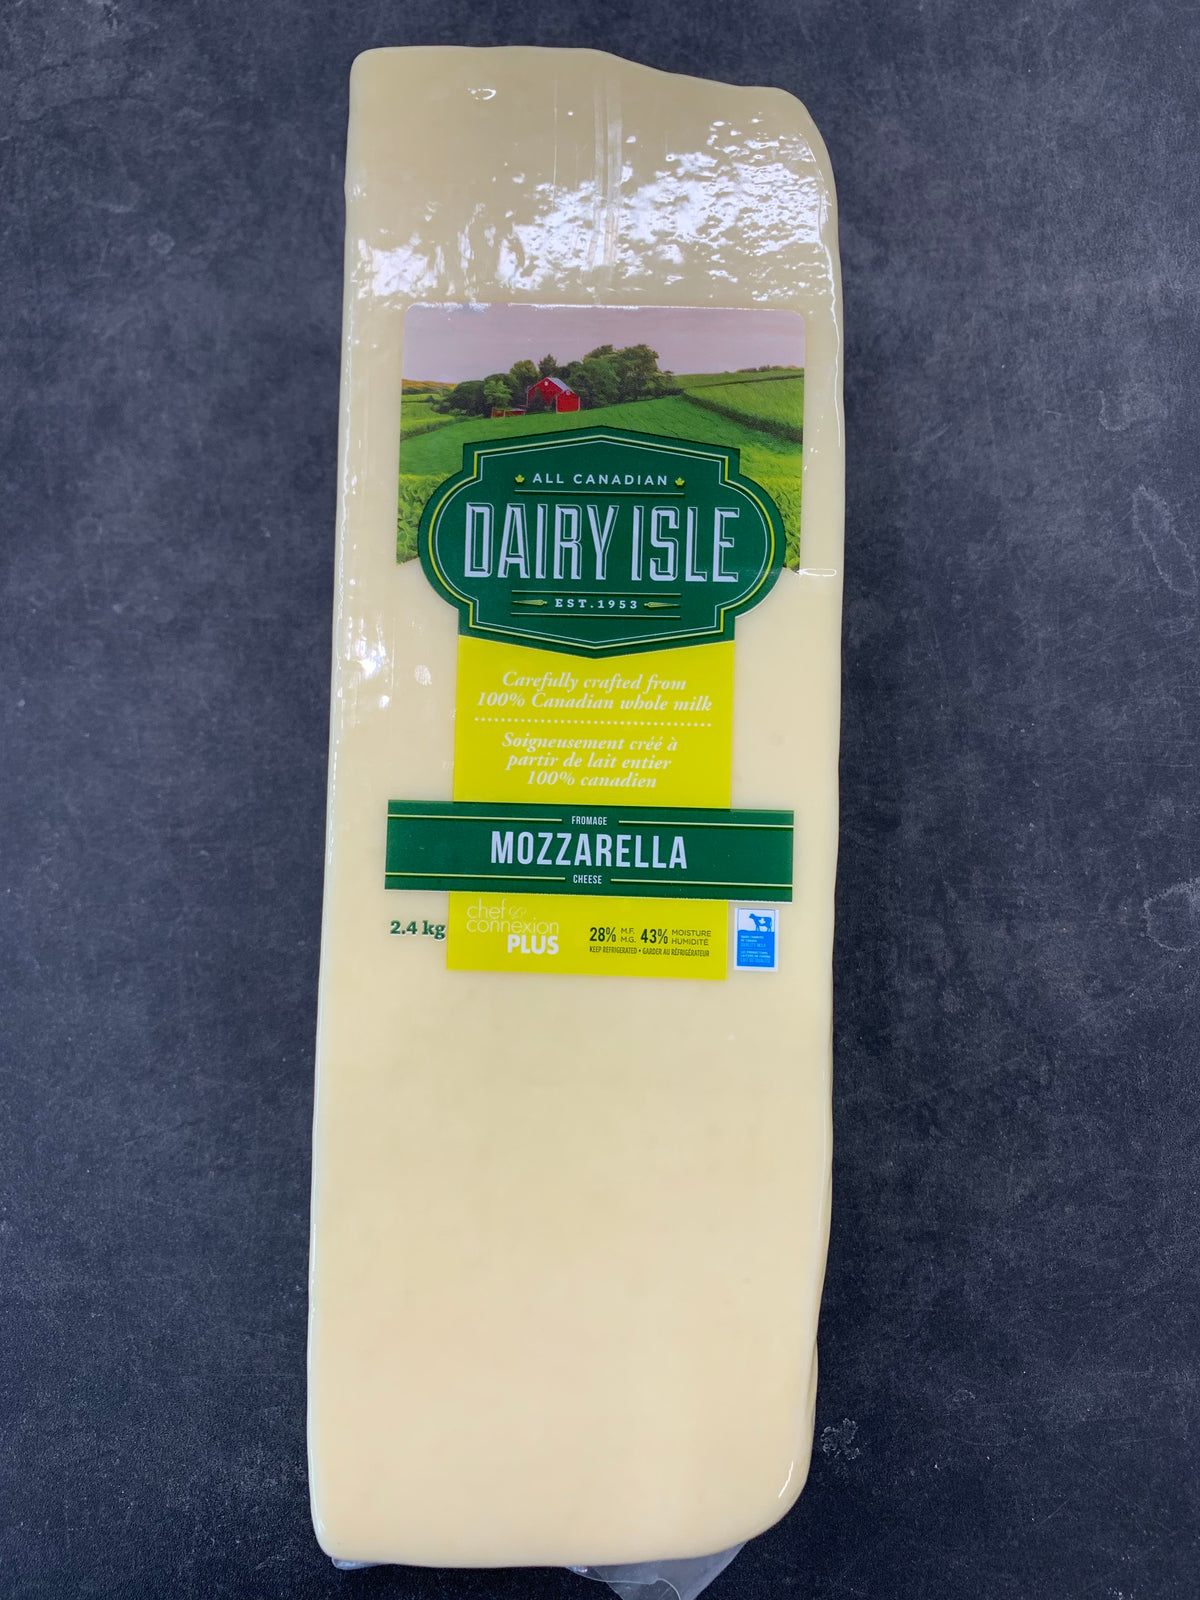 ALL CANADIAN
DAIRY ISLE
EST. 1953
Carefully crafted from
100% Canadian whole milk
Soigneusement créé à
partir de lait entier
100% canadien
FROMAGE
MOZZARELLA
CHEESE
2.4 kg
chef &
connexion
PLUS
28% M.F. M.G. 43% MOISTURE HUMIDITÉ
KEEP REFRIGERATED • GARDER AU RÉFRIGÉRATEUR